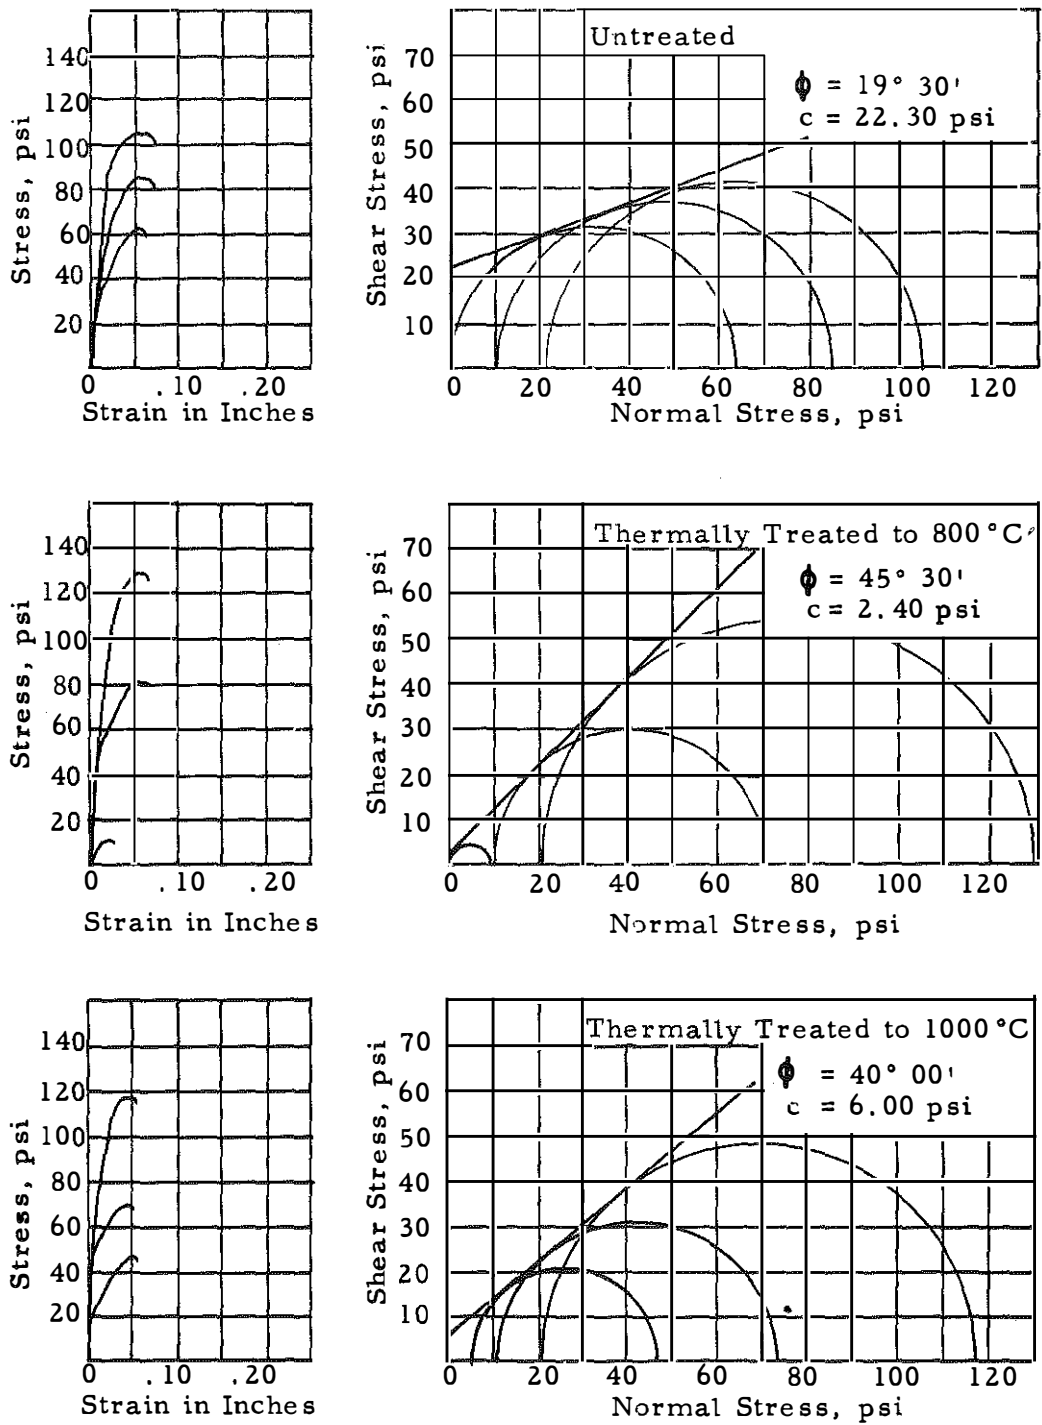 140
120
100
80
60
40
20
Stress, psi
0 .10 .20
Strain in Inches
Untreated
ϕ = 19° 30'
c = 22.30 psi
70
60
50
40
30
20
10
Shear Stress, psi
0 20 40 60 80 100 120
Normal Stress, psi
140
120
100
80
60
40
20
Stress, psi
0 .10 .20
Strain in Inches
Thermally Treated to 800°C
ϕ = 45° 30'
c = 2.40 psi
70
60
50
40
30
20
10
Shear Stress, psi
0 20 40 60 80 100 120
Normal Stress, psi
140
120
100
80
60
40
20
Stress, psi
0 .10 .20
Strain in Inches
Thermally Treated to 1000°C
ϕ = 40° 00'
c = 6.00 psi
70
60
50
40
30
20
10
Shear Stress, psi
0 20 40 60 80 100 120
Normal Stress, psi